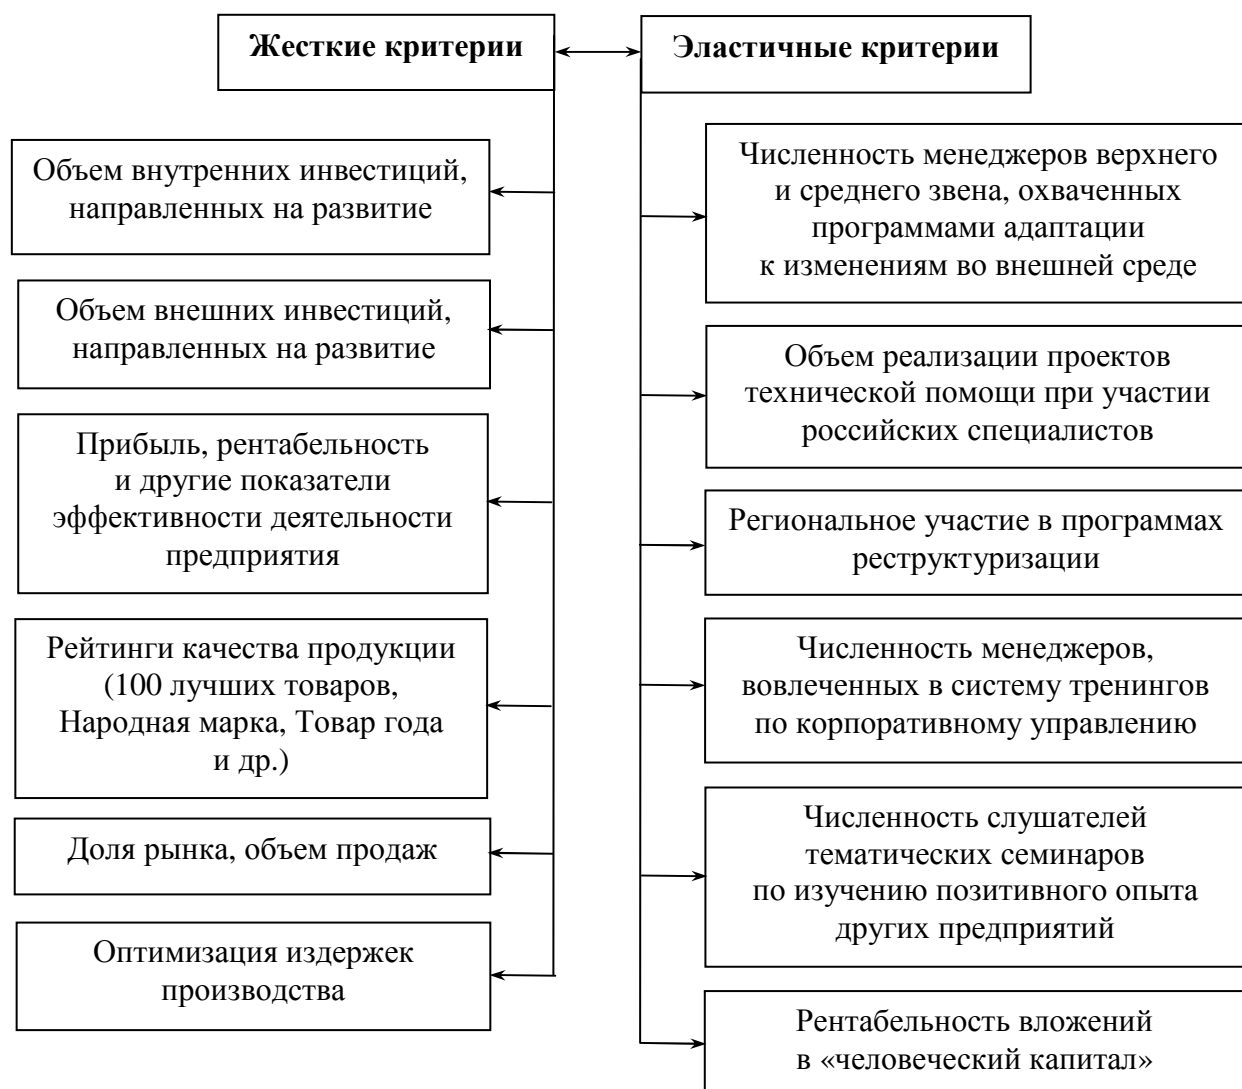 Жесткие критерии
Объем внутренних инвестиций,
направленных на развитие
Объем внешних инвестиций,
направленных на развитие
Прибыль, рентабельность
и другие показатели
эффективности деятельности
предприятия
Рейтинги качества продукции
(100 лучших товаров,
Народная марка, Товар года
и др.)
Доля рынка, объем продаж
Оптимизация издержек
производства
Эластичные критерии
Численность менеджеров верхнего
и среднего звена, охваченных
программами адаптации
к изменениям во внешней среде
Объем реализации проектов
технической помощи при участии
российских специалистов
Региональное участие в программах
реструктуризации
Численность менеджеров,
вовлеченных в систему тренингов
по корпоративному управлению
Численность слушателей
тематических семинаров
по изучению позитивного опыта
других предприятий
Рентабельность вложений
в «человеческий капитал»